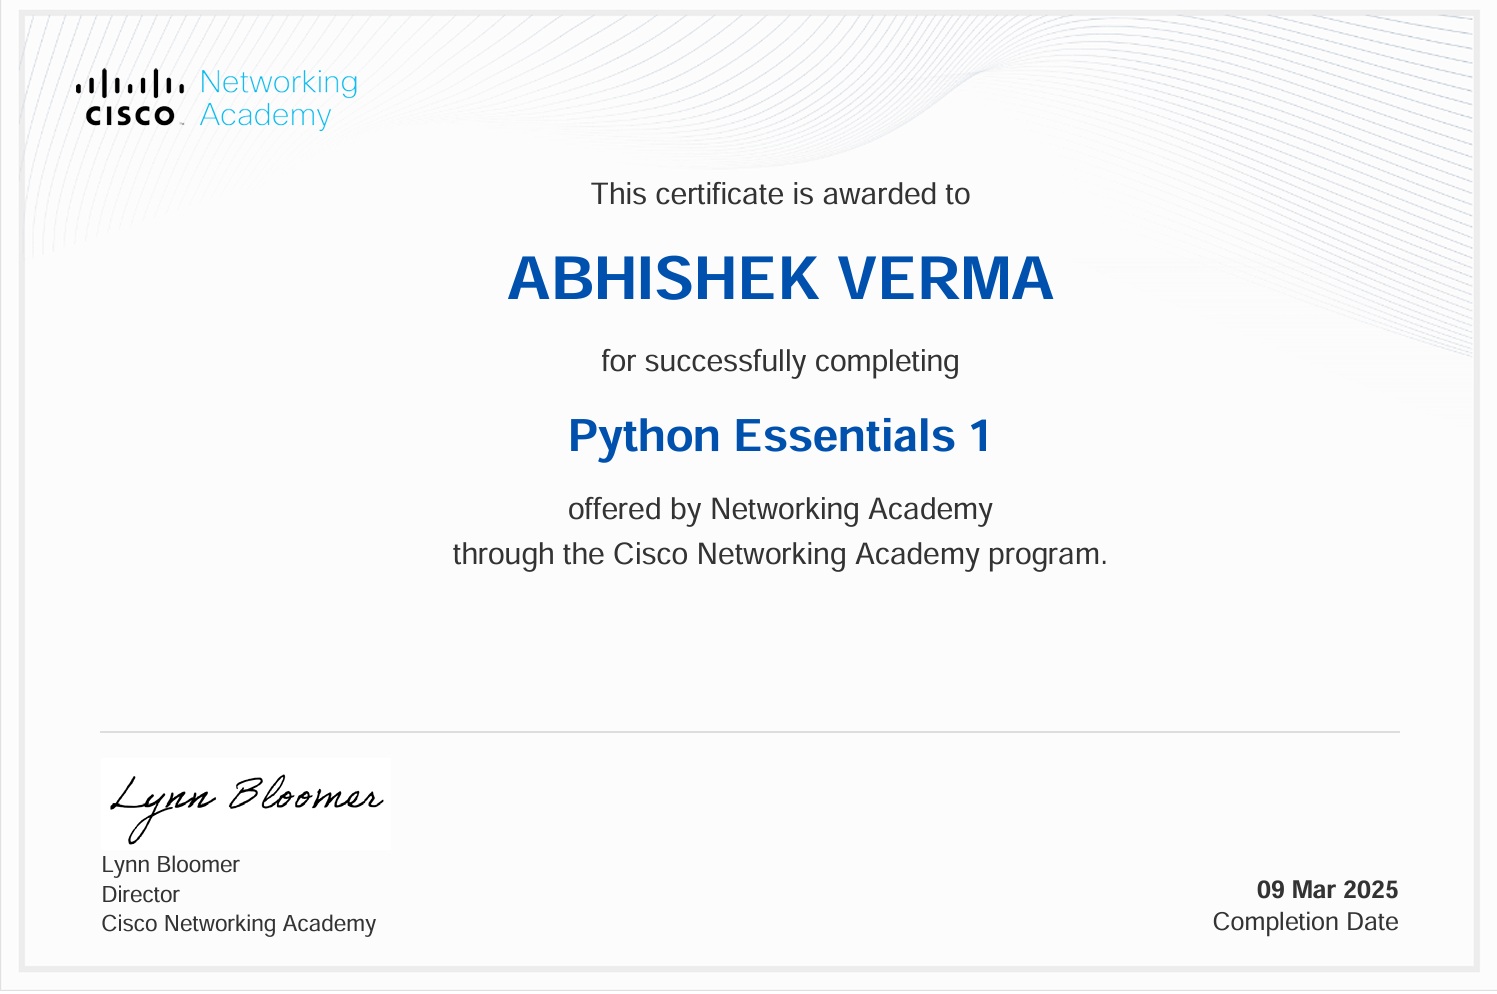 CISCO
Networking
Academy
This certificate is awarded to
ABHISHEK VERMA
for successfully completing
Python Essentials 1
offered by Networking Academy
through the Cisco Networking Academy program.
Lynn Bloomer
Lynn Bloomer
Director
Cisco Networking Academy
09 Mar 2025
Completion Date